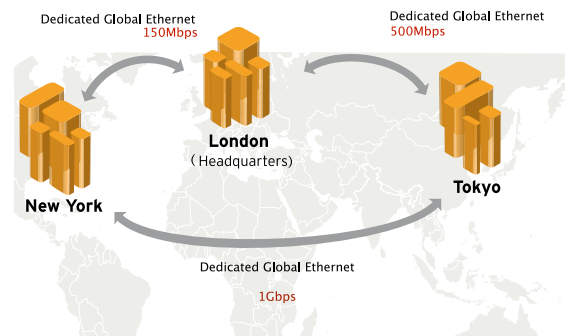 Dedicated Global Ethernet
150Mbps
Dedicated Global Ethernet
500Mbps
London
(Headquarters)
New York
Tokyo
Dedicated Global Ethernet
1Gbps